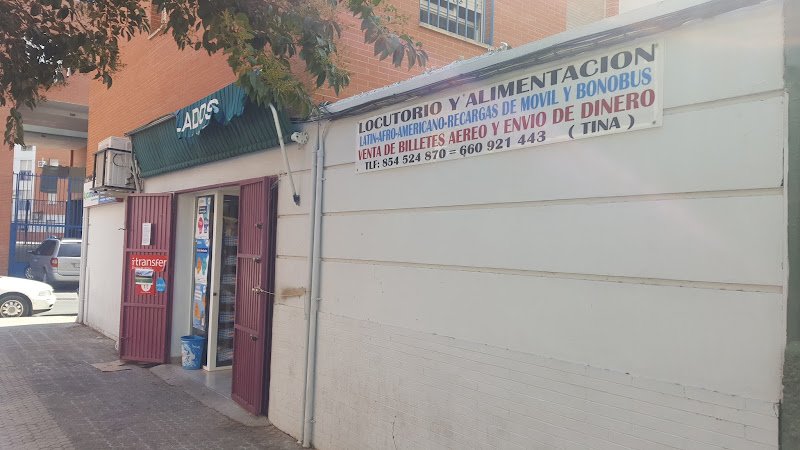 CADOS
LOCUTORIO Y ALIMENTACION
LATIN-AFRO-AMERICANO-RECARGAS DE MOVIL Y BONOBUS
VENTA DE BILLETES AEREO Y ENVIO DE DINERO
TLF: 854 524 870 = 660 921 443 ( TINA )
transfer